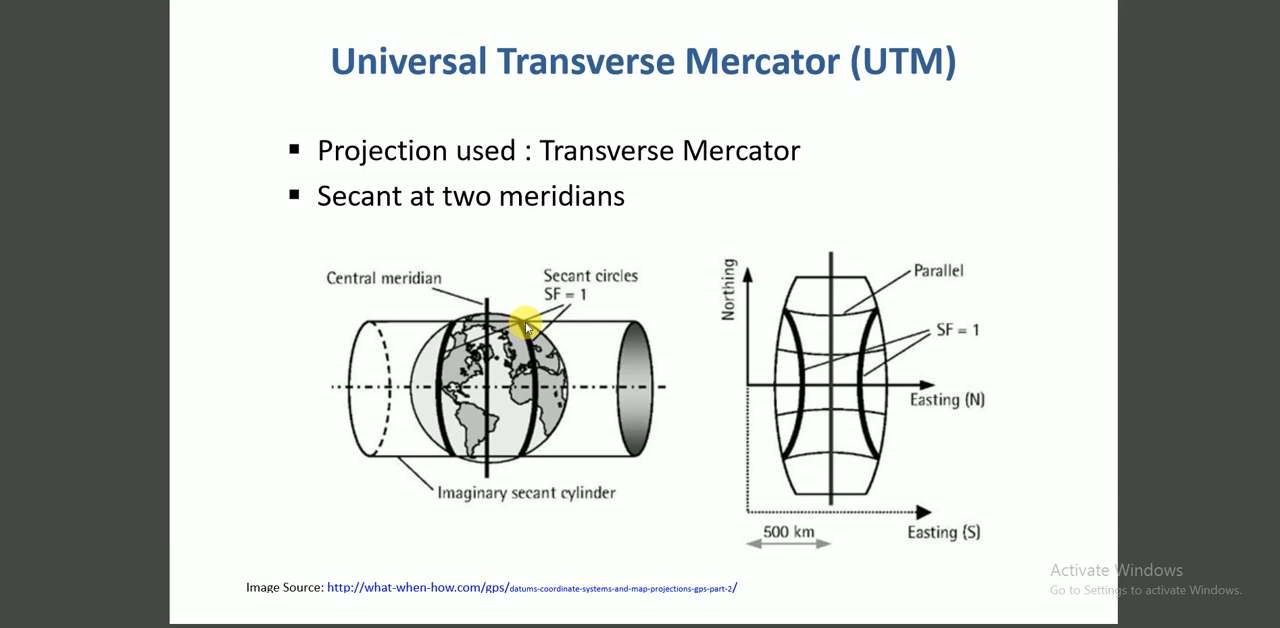 Universal Transverse Mercator (UTM)
▪ Projection used : Transverse Mercator
▪ Secant at two meridians
Central meridian
Secant circles
SF = 1
Imaginary secant cylinder
Northing
Parallel
SF = 1
Easting (N)
500 km
Easting (S)
Image Source: http://what-when-how.com/gps/datums-coordinate-systems-and-map-projections-gps-part-2/
Activate Windows
Go to Settings to activate Windows.